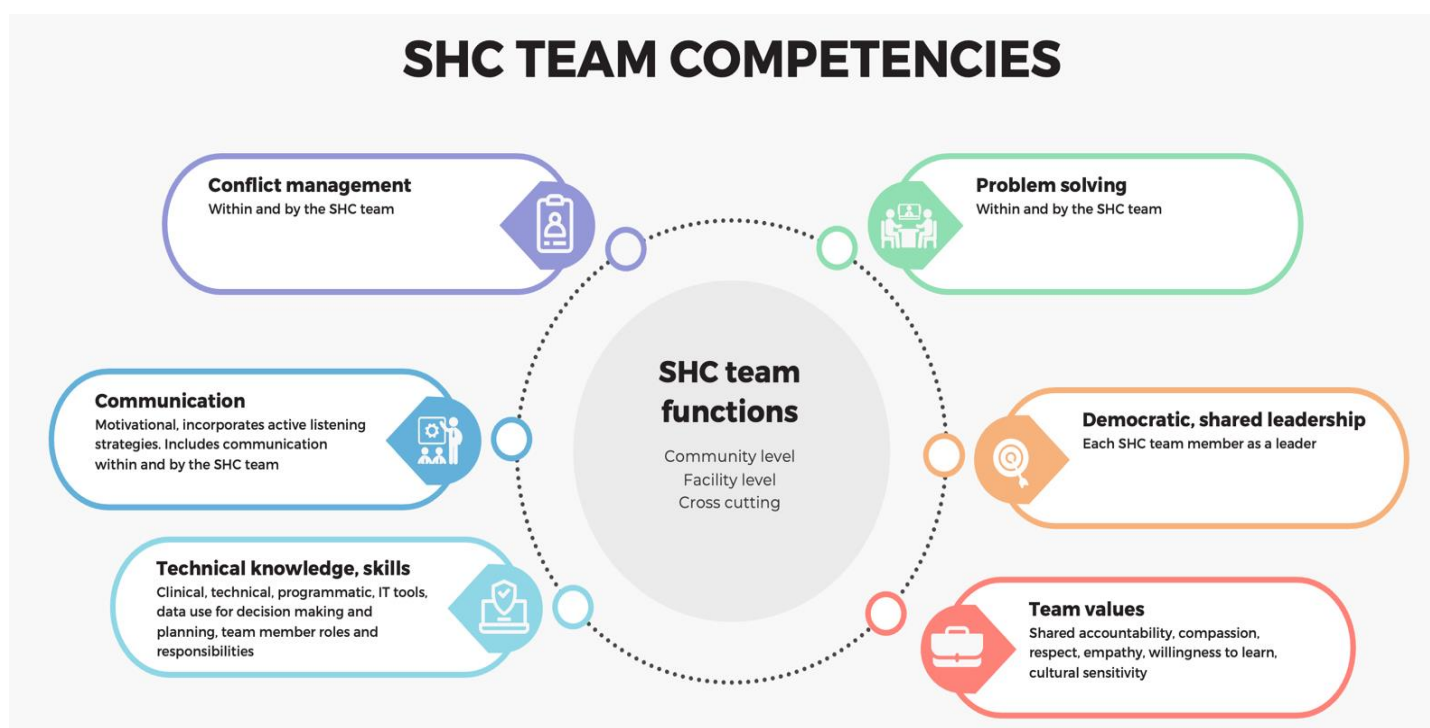 SHC TEAM COMPETENCIES
Conflict management
Within and by the SHC team
Problem solving
Within and by the SHC team
Communication
Motivational, incorporates active listening
strategies. Includes communication
within and by the SHC team
SHC team
functions
Community level
Facility level
Cross cutting
Democratic, shared leadership
Each SHC team member as a leader
Technical knowledge, skills
Clinical, technical, programmatic, IT tools,
data use for decision making and
planning, team member roles and
responsibilities
Team values
Shared accountability, compassion,
respect, empathy, willingness to learn,
cultural sensitivity